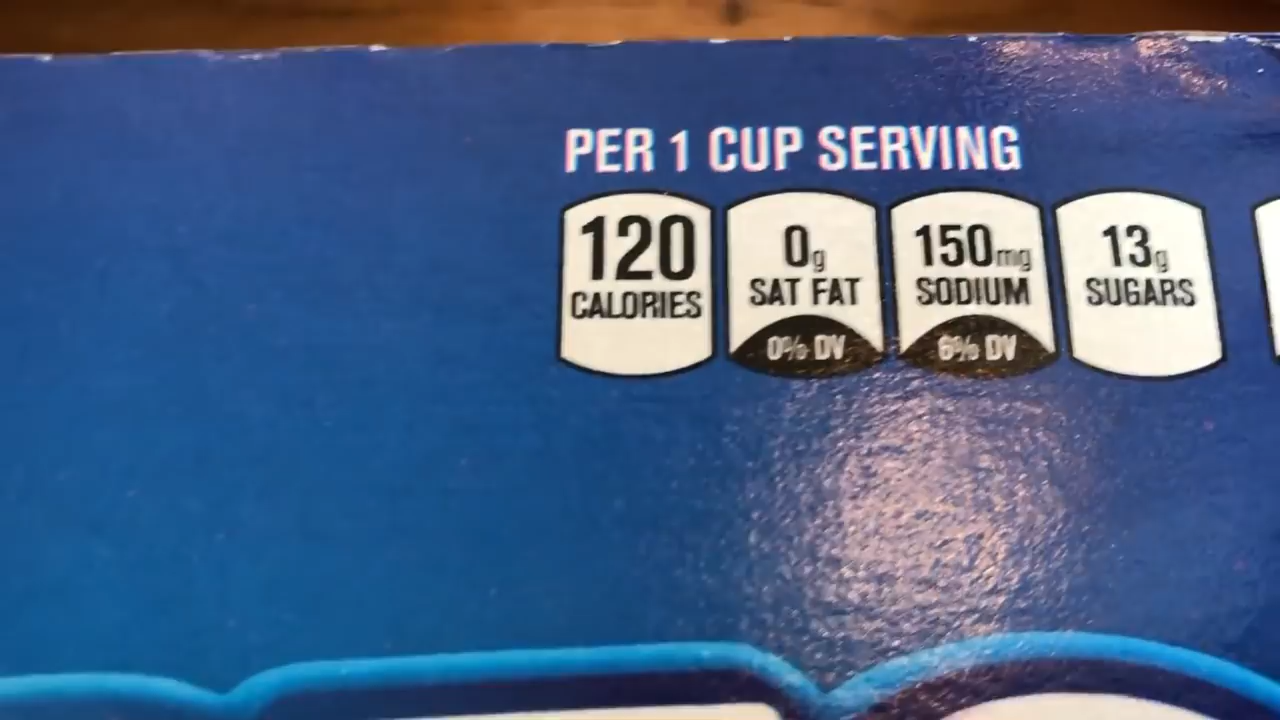 PER 1 CUP SERVING
120
CALORIES
0g
SAT FAT
0% DV
150mg
SODIUM
6% DV
13g
SUGARS